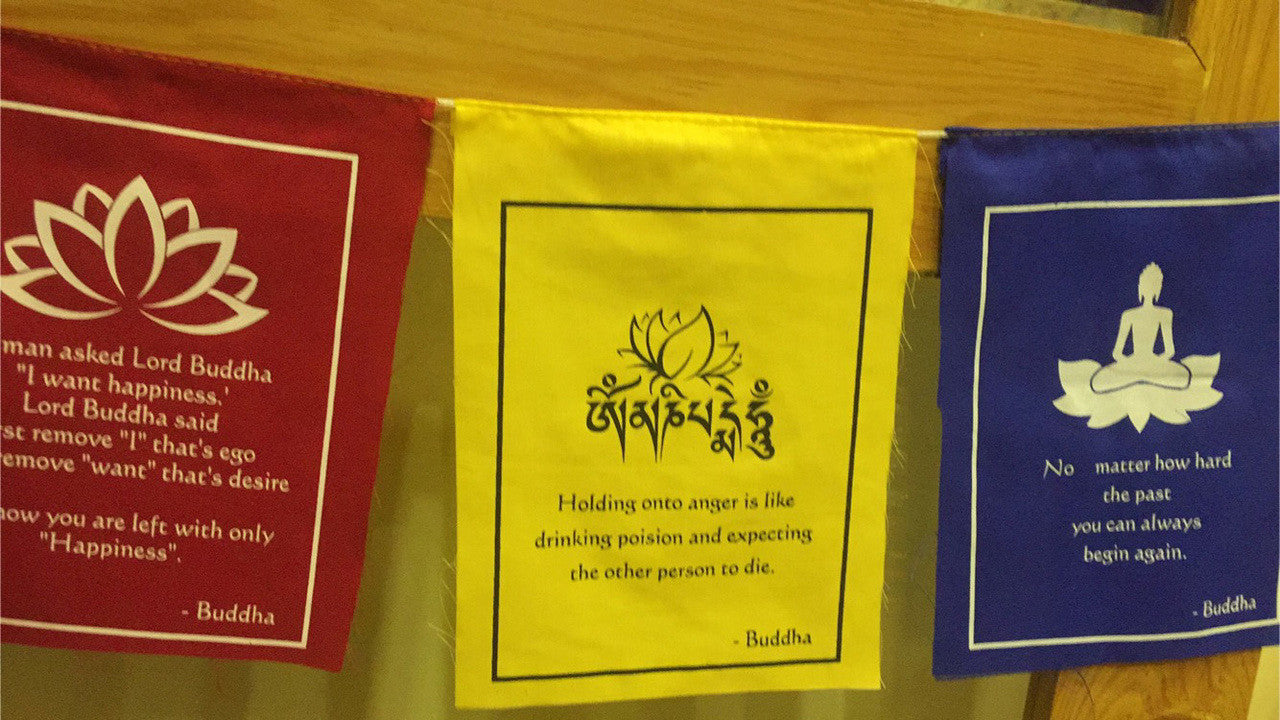 man asked Lord Buddha
"I want happiness.'
Lord Buddha said
remove "I" that's ego
remove "want" that's desire
now you are left with only
"Happiness".
- Buddha
ༀམཎིཔདྨེཧཱུྃ
Holding onto anger is like
drinking poision and expecting
the other person to die.
- Buddha
No matter how hard
the past
you can always
begin again.
- Buddha